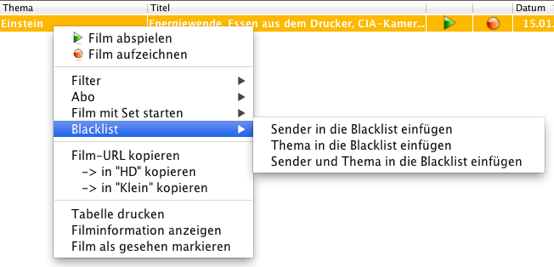 Thema Titel Datum
Einstein Energiewende, Essen aus dem Drucker, CIA-Kamer... 15.01
Film abspielen
Film aufzeichnen
Filter
Abo
Film mit Set starten
Blacklist
Sender in die Blacklist einfügen
Thema in die Blacklist einfügen
Sender und Thema in die Blacklist einfügen
Film-URL kopieren
-> in "HD" kopieren
-> in "Klein" kopieren
Tabelle drucken
Filminformation anzeigen
Film als gesehen markieren